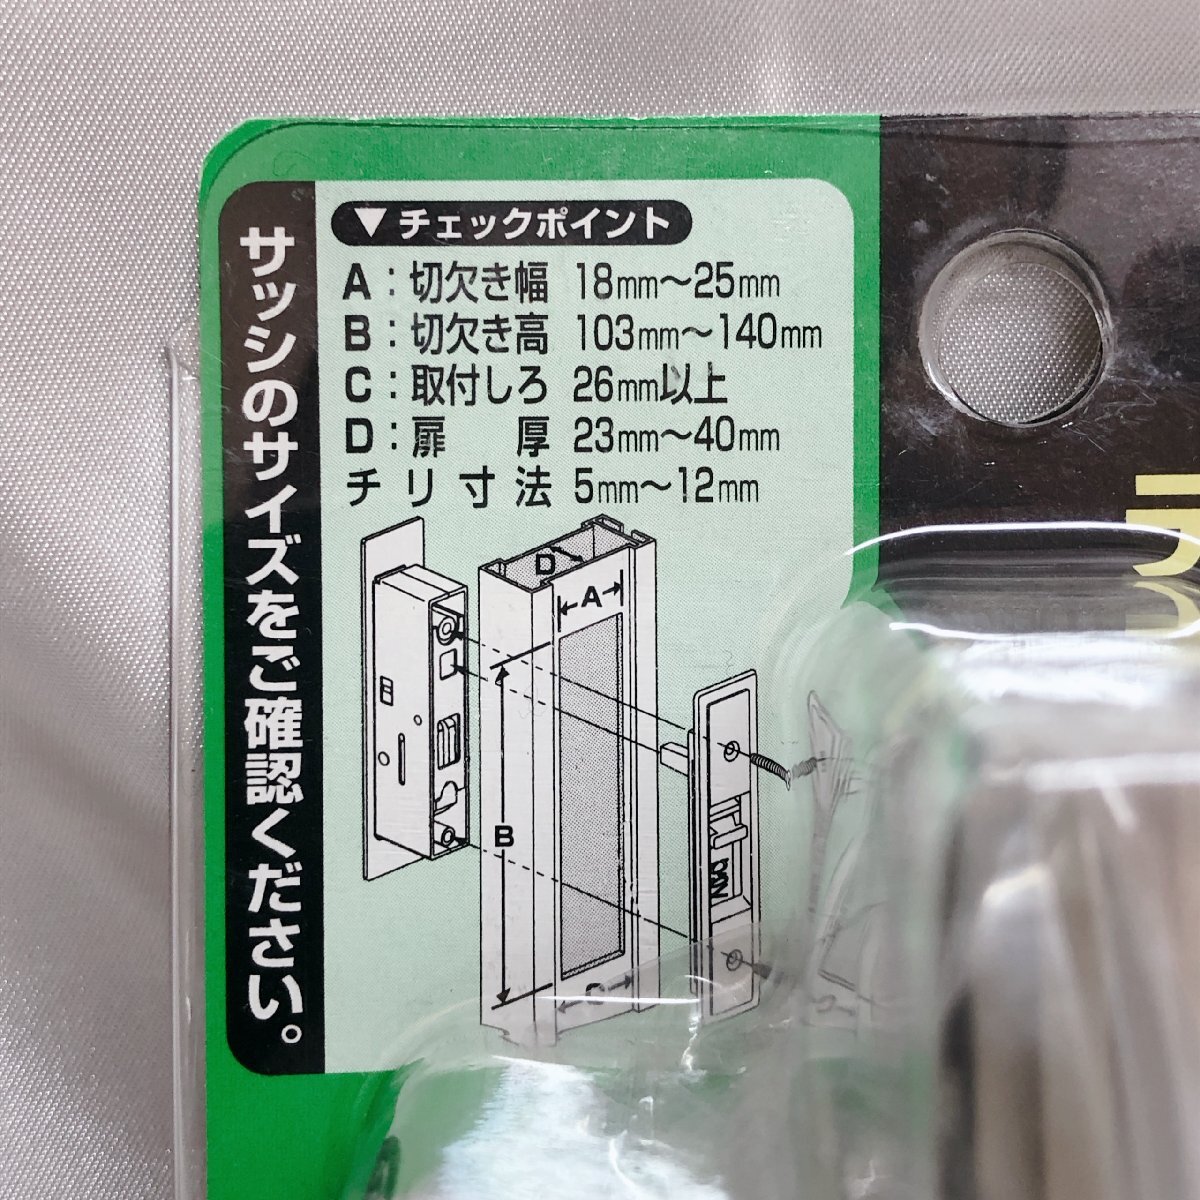 サッシのサイズをご確認ください。
▼チェックポイント
A：切欠き幅 18mm～25mm
B：切欠き高 103mm～140mm
C：取付しろ 26mm以上
D：扉　厚 23mm～40mm
チリ寸法 5mm～12mm
D
A
B
C